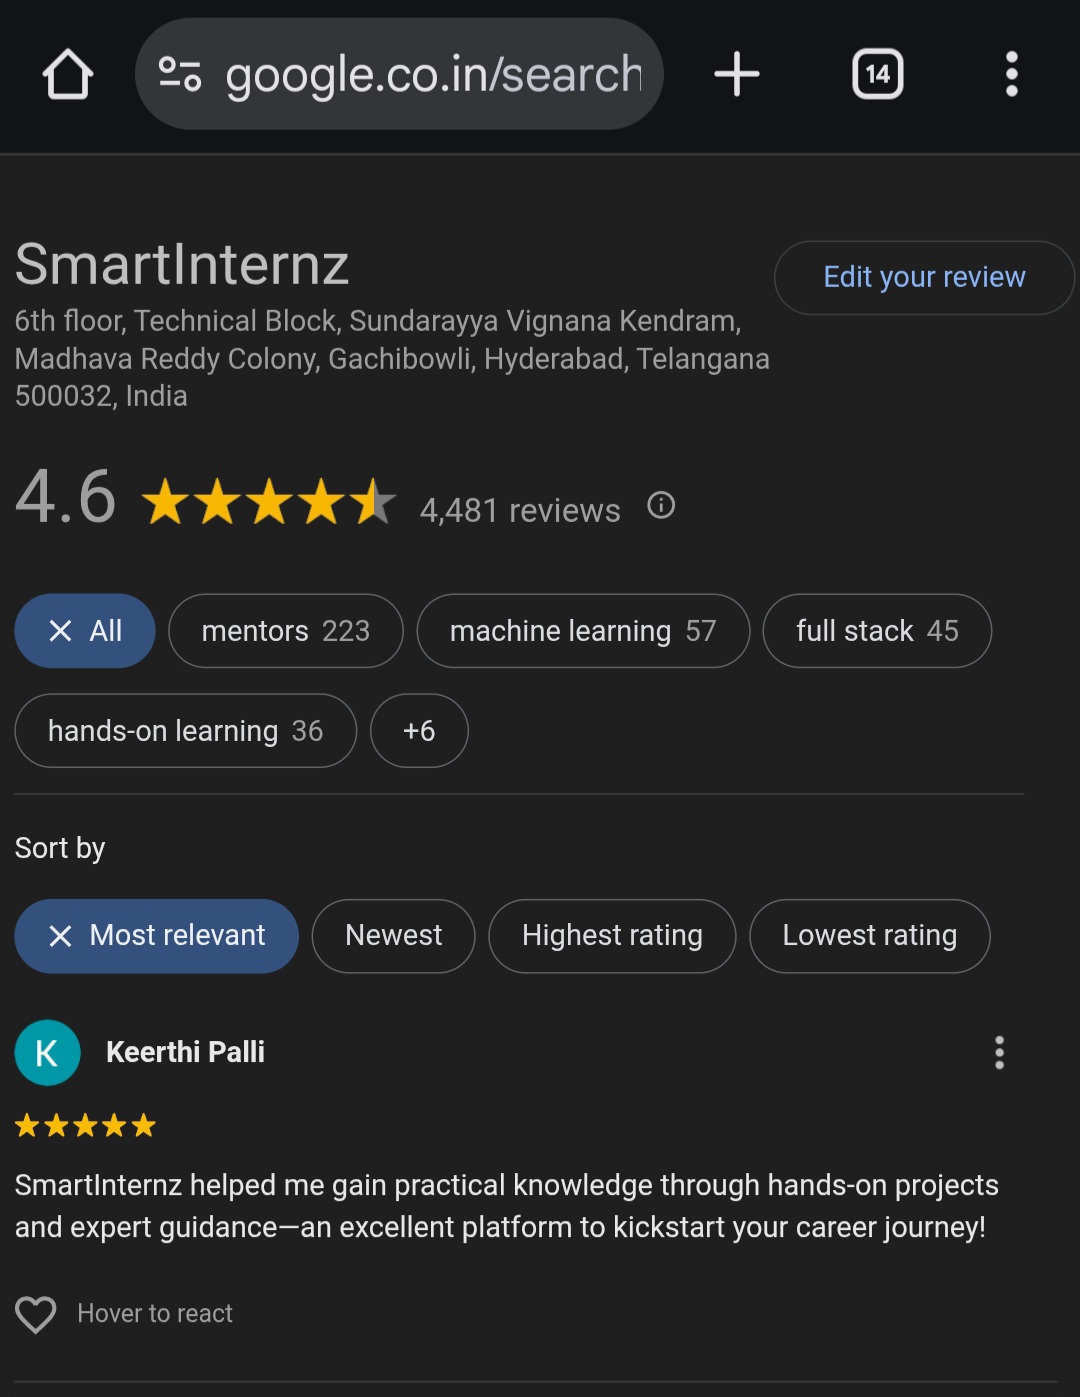 google.co.in/search
14
SmartInternz
Edit your review
6th floor, Technical Block, Sundarayya Vignana Kendram,
Madhava Reddy Colony, Gachibowli, Hyderabad, Telangana
500032, India
4.6 4,481 reviews
All
mentors 223
machine learning 57
full stack 45
hands-on learning 36
+6
Sort by
Most relevant
Newest
Highest rating
Lowest rating
K
Keerthi Palli
SmartInternz helped me gain practical knowledge through hands-on projects
and expert guidance—an excellent platform to kickstart your career journey!
Hover to react